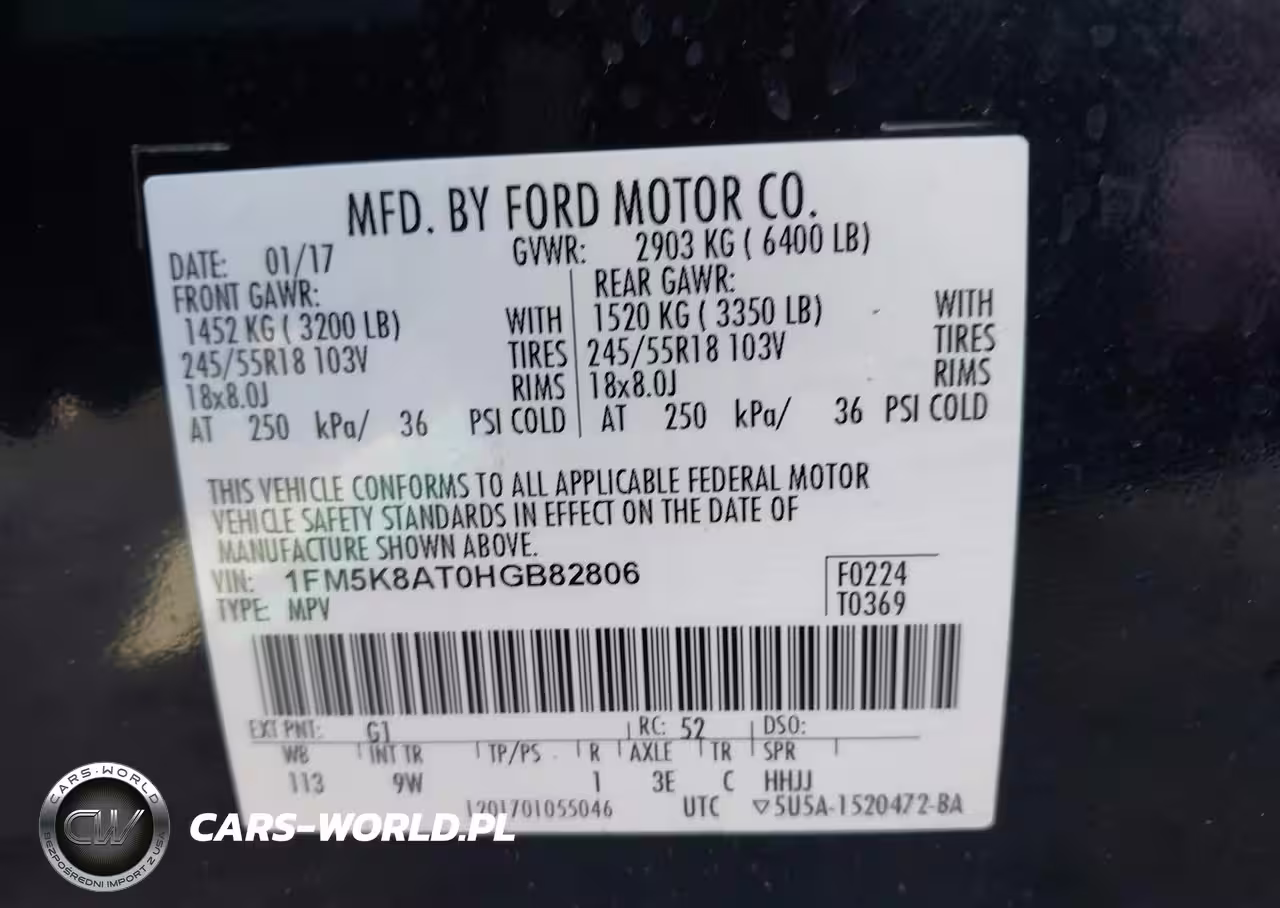 MFD. BY FORD MOTOR CO.
DATE: 01/17 GVWR: 2903 KG ( 6400 LB)
FRONT GAWR: REAR GAWR:
1452 KG ( 3200 LB) WITH 1520 KG ( 3350 LB) WITH
245/55R18 103V TIRES 245/55R18 103V TIRES
18x8.0J RIMS 18x8.0J RIMS
AT 250 kPa/ 36 PSI COLD AT 250 kPa/ 36 PSI COLD
THIS VEHICLE CONFORMS TO ALL APPLICABLE FEDERAL MOTOR
VEHICLE SAFETY STANDARDS IN EFFECT ON THE DATE OF
MANUFACTURE SHOWN ABOVE.
VIN: 1FM5K8AT0HGB82806 F0224
TYPE: MPV T0369
EXT PNT: G1 RC: 52 DSO:
WB INT TR TP/PS R AXLE TR SPR
113 9W 1 3E C HHJJ
1201701055046 UTC ▽5U5A-1520472-BA
CARS-WORLD
CW
BEZPOŚREDNI IMPORT Z USA
CARS-WORLD.PL